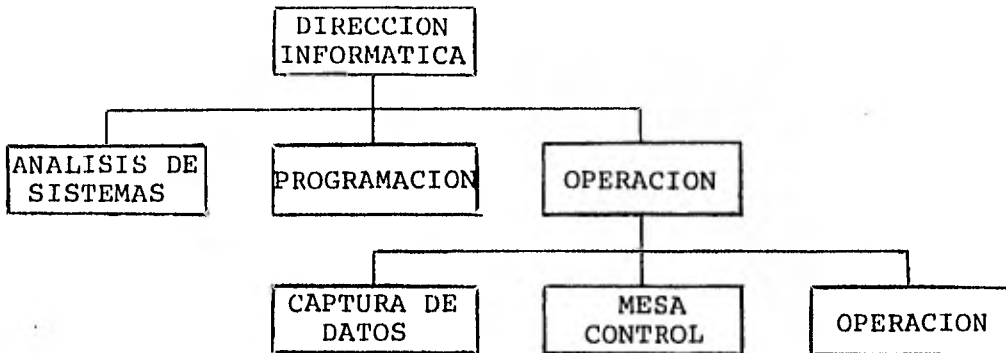 DIRECCION
INFORMATICA
ANALISIS DE
SISTEMAS
PROGRAMACION
OPERACION
CAPTURA DE
DATOS
MESA
CONTROL
OPERACION